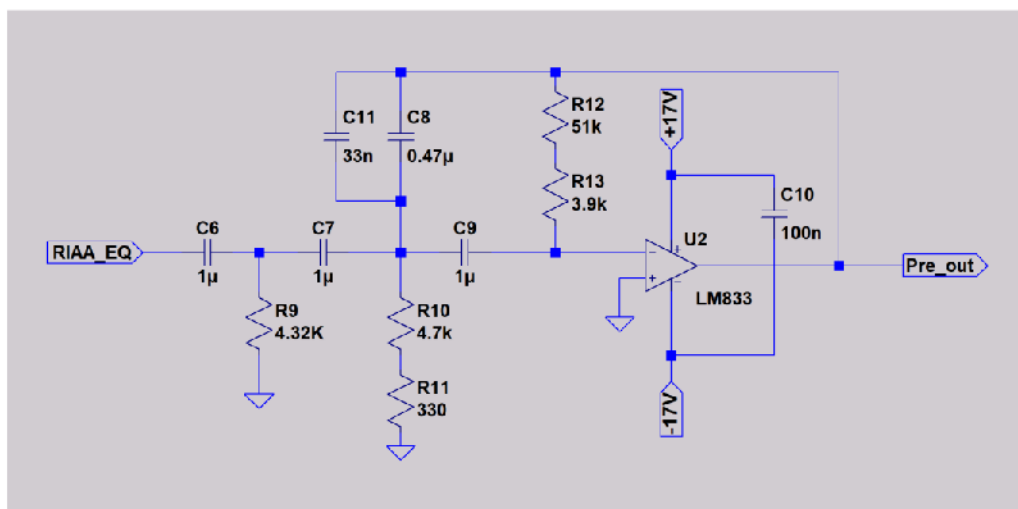 C11
33n
C8
0.47µ
R12
51k
+17V
R13
3.9k
C10
100n
RIAA_EQ
C6
1µ
C7
1µ
C9
1µ
U2
LM833
Pre_out
R9
4.32K
R10
4.7k
R11
330
-17V